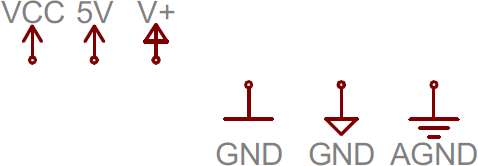 VCC 5V V+
GND GND AGND